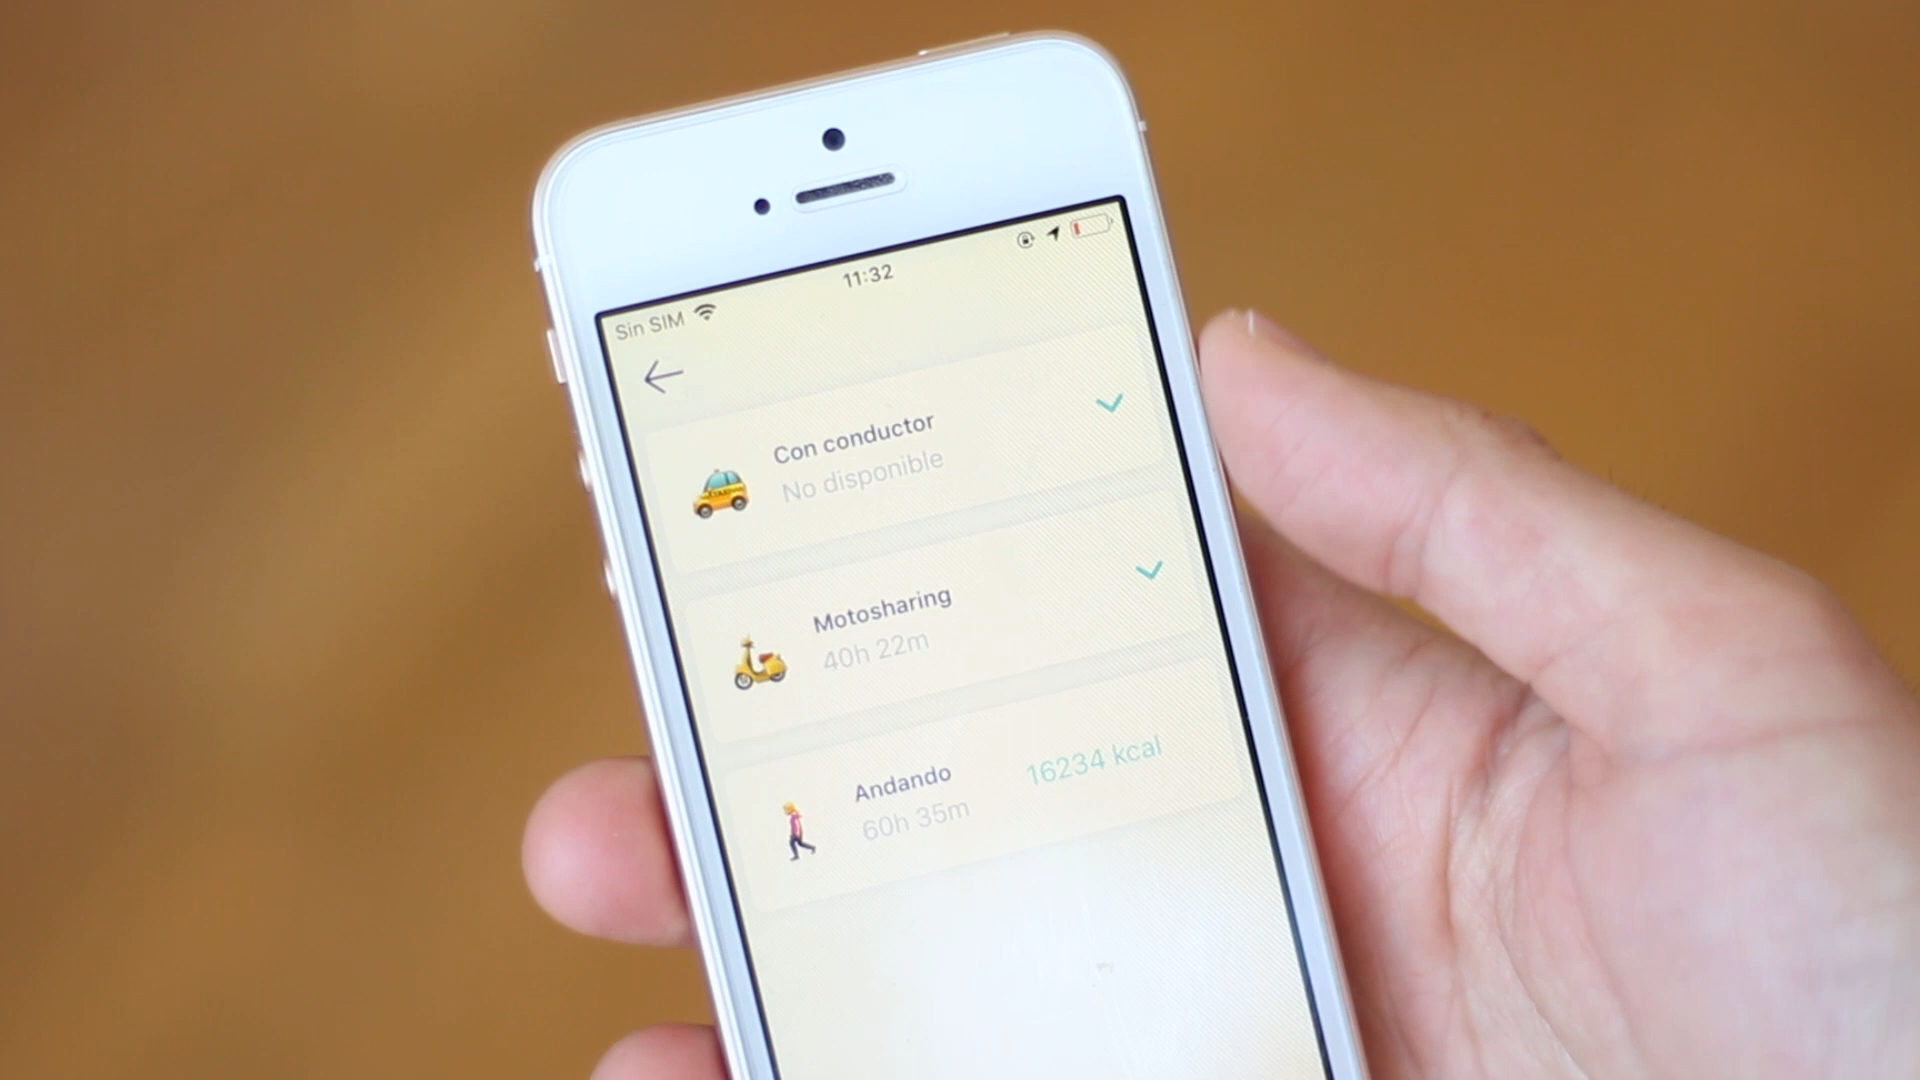 Sin SIM
11:32
Con conductor
No disponible
Motosharing
40h 22m
Andando
60h 35m
16234 kcal